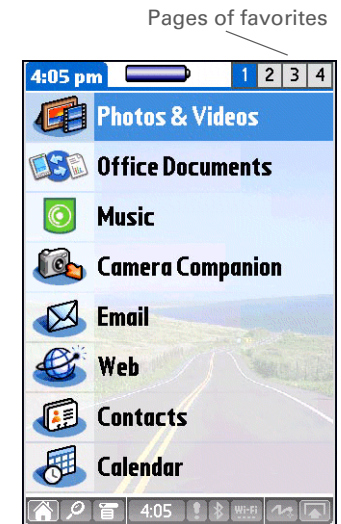 Pages of favorites
4:05 pm 1 2 3 4
Photos & Videos
Office Documents
Music
Camera Companion
Email
Web
Contacts
Calendar
4:05 Wi-Fi